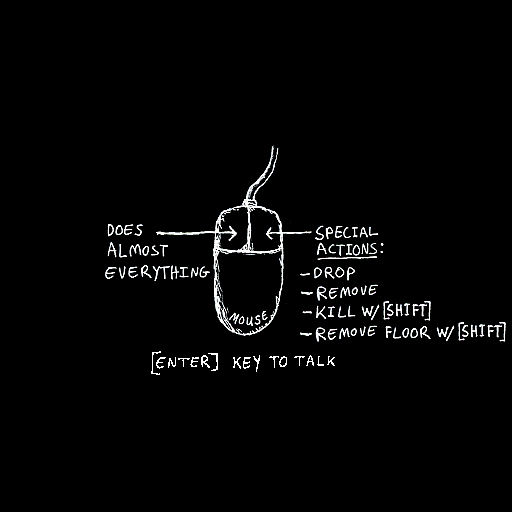 DOES
ALMOST
EVERYTHING
SPECIAL
ACTIONS:
-DROP
-REMOVE
-KILL W/[SHIFT]
-REMOVE FLOOR W/[SHIFT]
MOUSE
[ENTER] KEY TO TALK